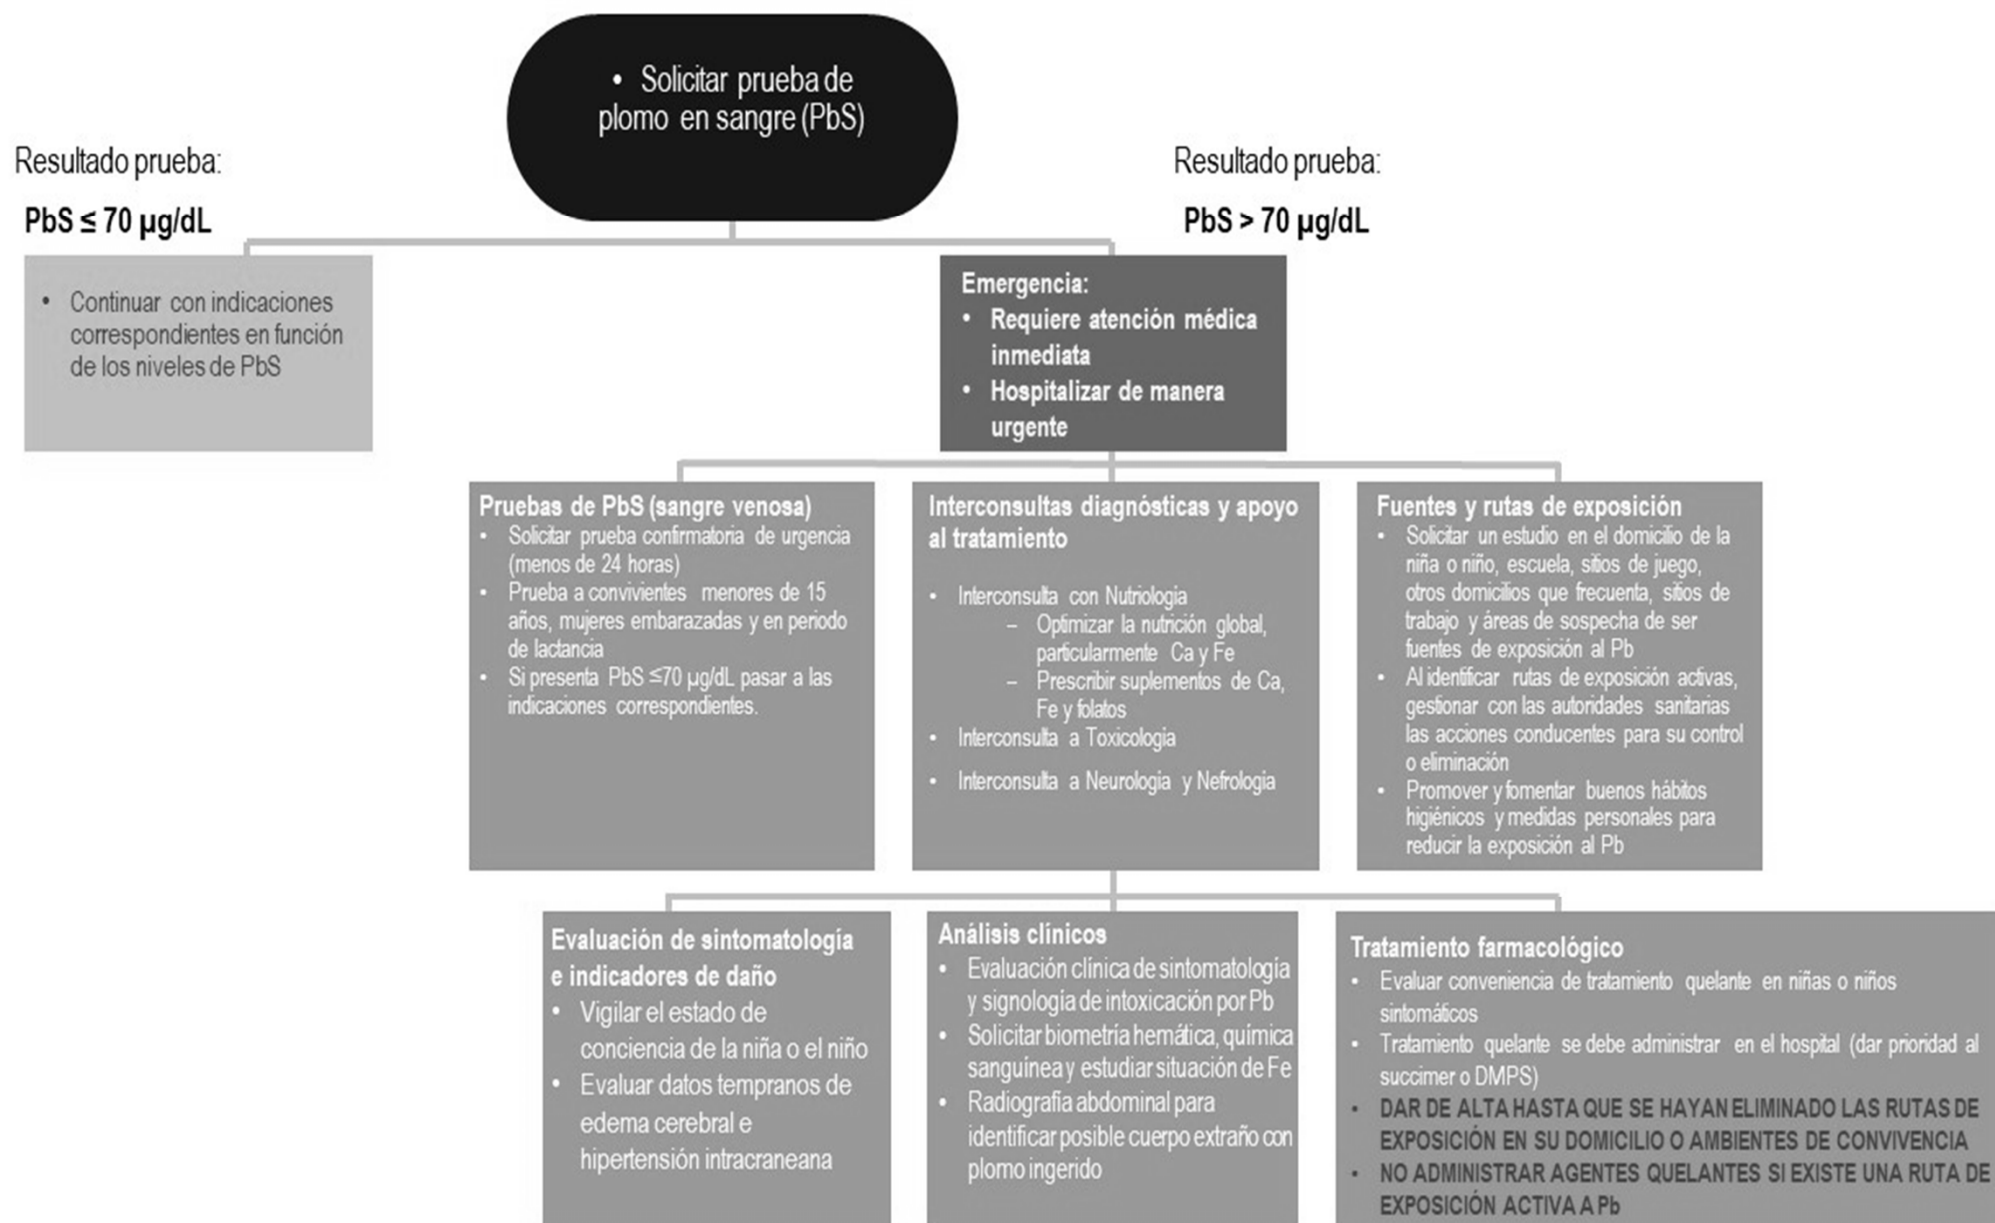 • Solicitar prueba de
plomo en sangre (PbS)
Resultado prueba:
PbS ≤ 70 µg/dL
Resultado prueba:
PbS > 70 µg/dL
• Continuar con indicaciones
correspondientes en función
de los niveles de PbS
Emergencia:
• Requiere atención médica
inmediata
• Hospitalizar de manera
urgente
Pruebas de PbS (sangre venosa)
• Solicitar prueba confirmatoria de urgencia
(menos de 24 horas)
• Prueba a convivientes menores de 15
años, mujeres embarazadas y en periodo
de lactancia
• Si presenta PbS ≤70 µg/dL pasar a las
indicaciones correspondientes.
Interconsultas diagnósticas y apoyo
al tratamiento
• Interconsulta con Nutriología
– Optimizar la nutrición global,
particularmente Ca y Fe
– Prescribir suplementos de Ca,
Fe y folatos
• Interconsulta a Toxicología
• Interconsulta a Neurología y Nefrología
Fuentes y rutas de exposición
• Solicitar un estudio en el domicilio de la
niña o niño, escuela, sitios de juego,
otros domicilios que frecuenta, sitios de
trabajo y áreas de sospecha de ser
fuentes de exposición al Pb
• Al identificar rutas de exposición activas,
gestionar con las autoridades sanitarias
las acciones conducentes para su control
o eliminación
• Promover y fomentar buenos hábitos
higiénicos y medidas personales para
reducir la exposición al Pb
Evaluación de sintomatología
e indicadores de daño
• Vigilar el estado de
conciencia de la niña o el niño
• Evaluar datos tempranos de
edema cerebral e
hipertensión intracraneana
Análisis clínicos
• Evaluación clínica de sintomatología
y signología de intoxicación por Pb
• Solicitar biometría hemática, química
sanguínea y estudiar situación de Fe
• Radiografía abdominal para
identificar posible cuerpo extraño con
plomo ingerido
Tratamiento farmacológico
• Evaluar conveniencia de tratamiento quelante en niñas o niños
sintomáticos
• Tratamiento quelante se debe administrar en el hospital (dar prioridad al
succimer o DMPS)
• DAR DE ALTA HASTA QUE SE HAYAN ELIMINADO LAS RUTAS DE
EXPOSICIÓN EN SU DOMICILIO O AMBIENTES DE CONVIVENCIA
• NO ADMINISTRAR AGENTES QUELANTES SI EXISTE UNA RUTA DE
EXPOSICIÓN ACTIVA A Pb